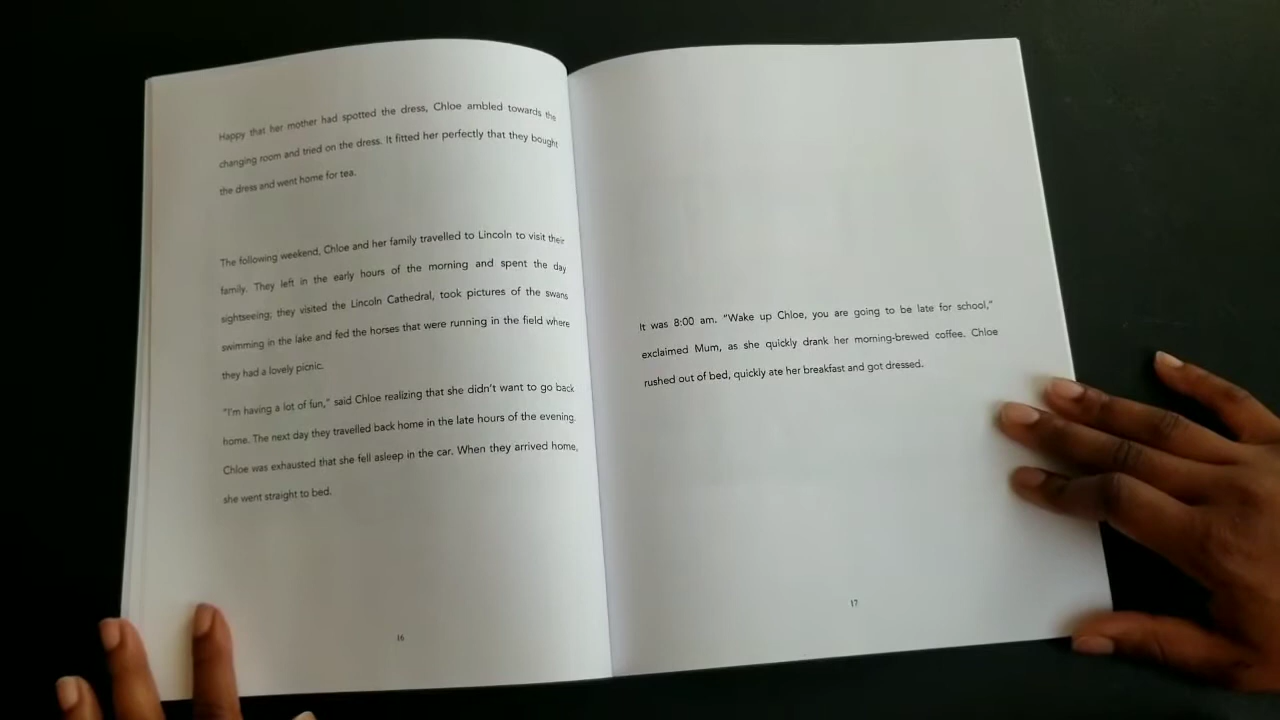 Happy that her mother had spotted the dress, Chloe ambled towards the
changing room and tried on the dress. It fitted her perfectly that they bought
the dress and went home for tea.
The following weekend, Chloe and her family travelled to Lincoln to visit their
family. They left in the early hours of the morning and spent the day
sightseeing; they visited the Lincoln Cathedral, took pictures of the swans
swimming in the lake and fed the horses that were running in the field where
they had a lovely picnic.
"I'm having a lot of fun," said Chloe realizing that she didn't want to go back
home. The next day they travelled back home in the late hours of the evening.
Chloe was exhausted that she fell asleep in the car. When they arrived home,
she went straight to bed.
16
It was 8:00 am. "Wake up Chloe, you are going to be late for school,"
exclaimed Mum, as she quickly drank her morning-brewed coffee. Chloe
rushed out of bed, quickly ate her breakfast and got dressed.
17